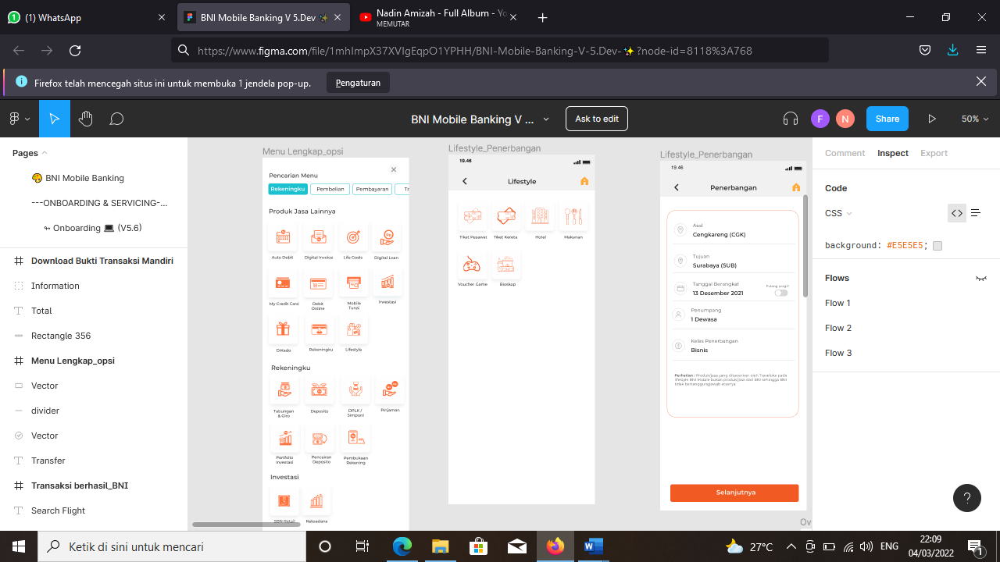 (1) WhatsApp
BNI Mobile Banking V 5.Dev ✨
Nadin Amizah - Full Album - Yo
MEMUTAR
https://www.figma.com/file/1mhImpX37XVIgEqpO1YPHH/BNI-Mobile-Banking-V-5.Dev-✨?node-id=8118%3A768
Firefox telah mencegah situs ini untuk membuka 1 jendela pop-up.
Pengaturan
BNI Mobile Banking V ...
Ask to edit
F
N
Share
50%
Pages
BNI Mobile Banking
---ONBOARDING & SERVICING-...
↬ Onboarding 💻 (V5.6)
Download Bukti Transaksi Mandiri
Information
Total
Rectangle 356
Menu Lengkap_opsi
Vector
divider
Vector
Transfer
Transaksi berhasil_BNI
Search Flight
Menu Lengkap_opsi
Pencarian Menu
Rekeningku
Pembelian
Pembayaran
Tr
Produk Jasa Lainnya
Auto Debit
Digital Invoice
Life Goals
Digital Loan
My Credit Card
Debit
Online
Mobile
Tunai
Investasi
DiKado
Rekeningku
Lifestyle
Rekeningku
Tabungan
& Giro
Deposito
DPLK /
Simponi
Pinjaman
Portfolio
Investasi
Pencairan
Deposito
Pembukaan
Rekening
Investasi
SBN Retail
Reksadana
Lifestyle_Penerbangan
19.46
Lifestyle
Tiket Pesawat
Tiket Kereta
Hotel
Makanan
Voucher Game
Bioskop
Lifestyle_Penerbangan
19.46
Penerbangan
Asal
Cengkareng (CGK)
Tujuan
Surabaya (SUB)
Tanggal Berangkat
13 Desember 2021
Pulang pergi?
Penumpang
1 Dewasa
Kelas Penerbangan
Bisnis
Perhatian : Produk/jasa yang ditawarkan oleh Traveloka pada
lifestyle BNI Mobile bukan produk/jasa dari BNI sehingga BNI
tidak bertanggungjawab atasnya
Selanjutnya
Ov
Comment
Inspect
Export
Code
CSS
background: #E5E5E5;
Flows
Flow 1
Flow 2
Flow 3
?
Ketik di sini untuk mencari
27°C
ENG
22:09
04/03/2022
1